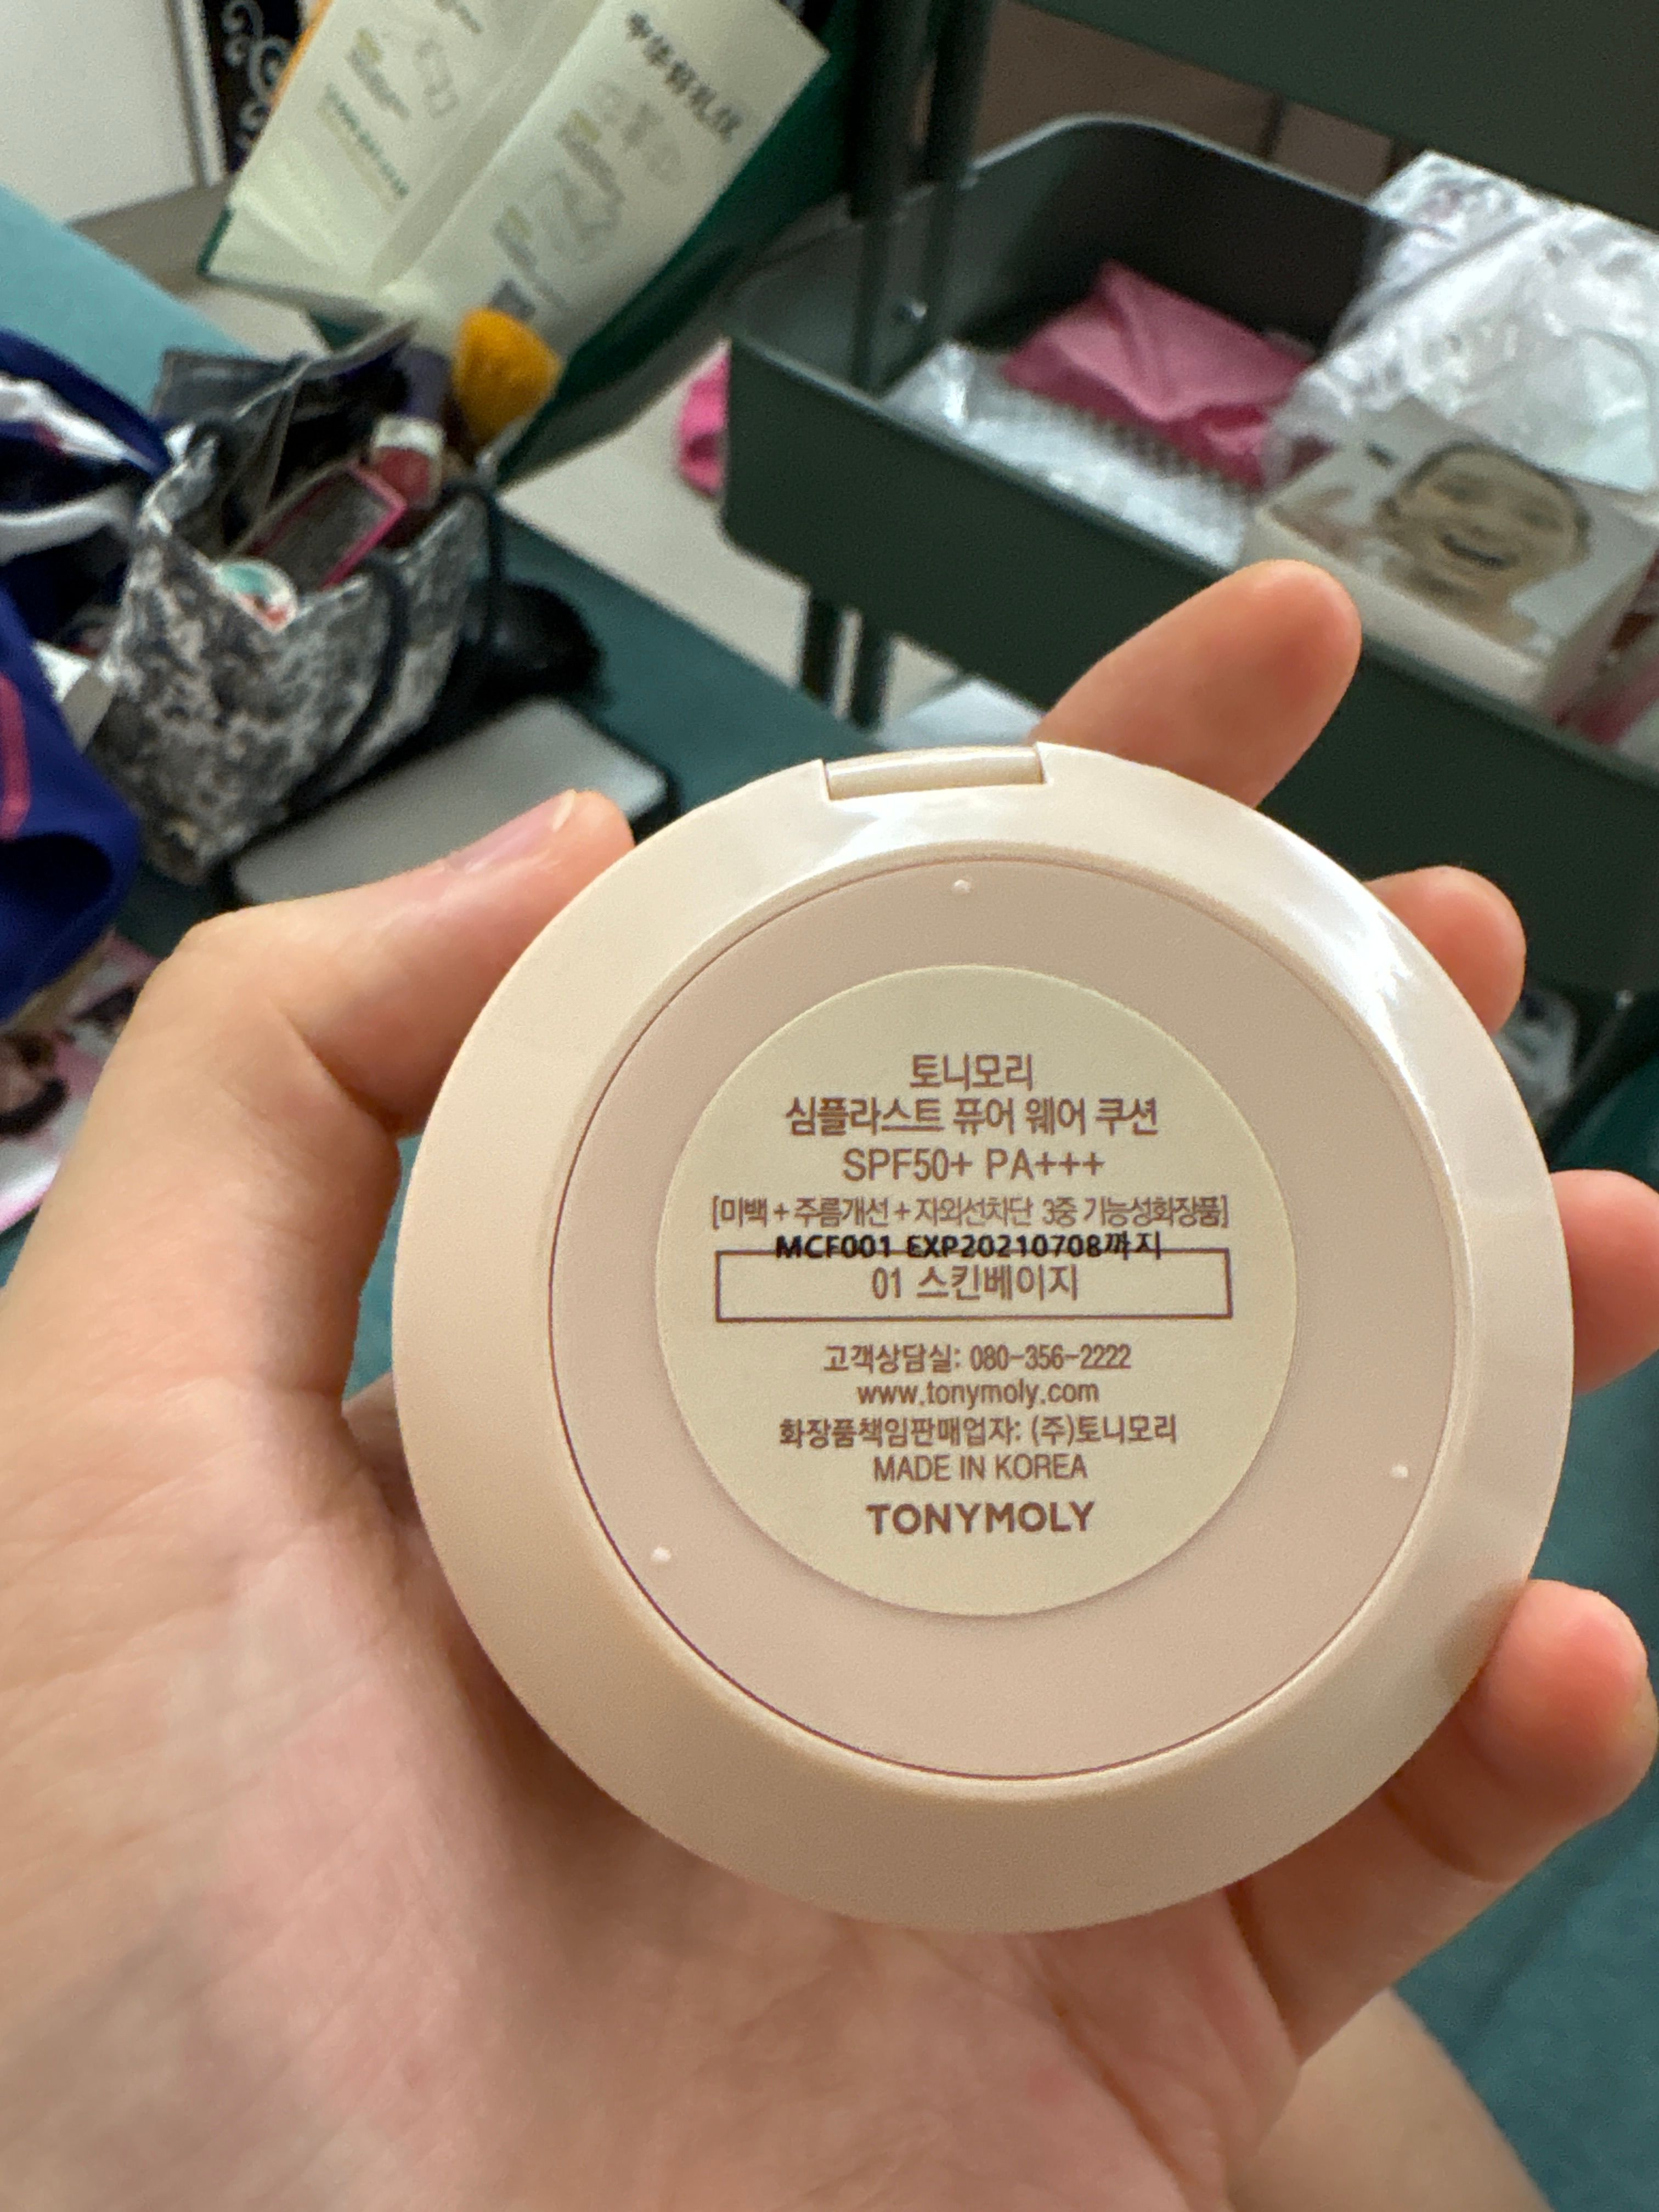 토니모리
심플라스트 퓨어 웨어 쿠션
SPF50+ PA+++
[미백 + 주름개선 + 자외선차단 3중 기능성화장품]
MCF001 EXP20210708까지
01 스킨베이지
고객상담실: 080-356-2222
www.tonymoly.com
화장품책임판매업자: (주)토니모리
MADE IN KOREA
TONYMOLY